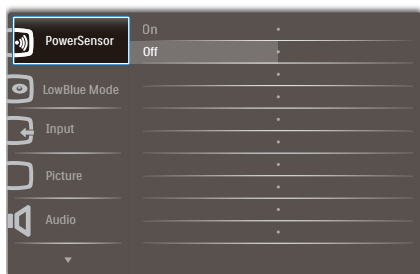 PowerSensor
On
Off
LowBlue Mode
Input
Picture
Audio